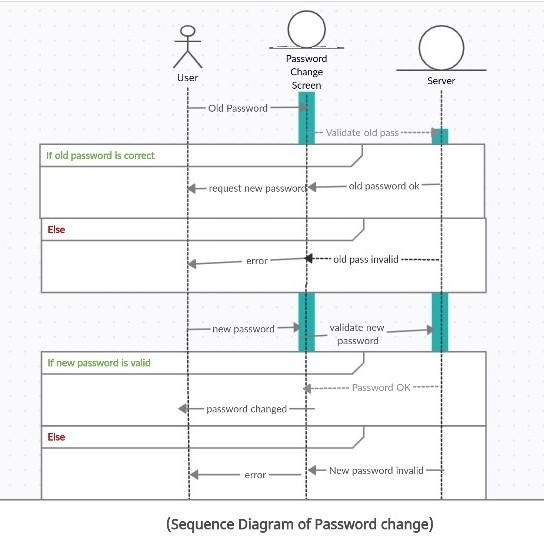 User
Password
Change
Screen
Server
Old Password
Validate old pass
If old password is correct
request new password
old password ok
Else
error
old pass invalid
new password
validate new
password
If new password is valid
Password OK
password changed
Else
error
New password invalid
(Sequence Diagram of Password change)